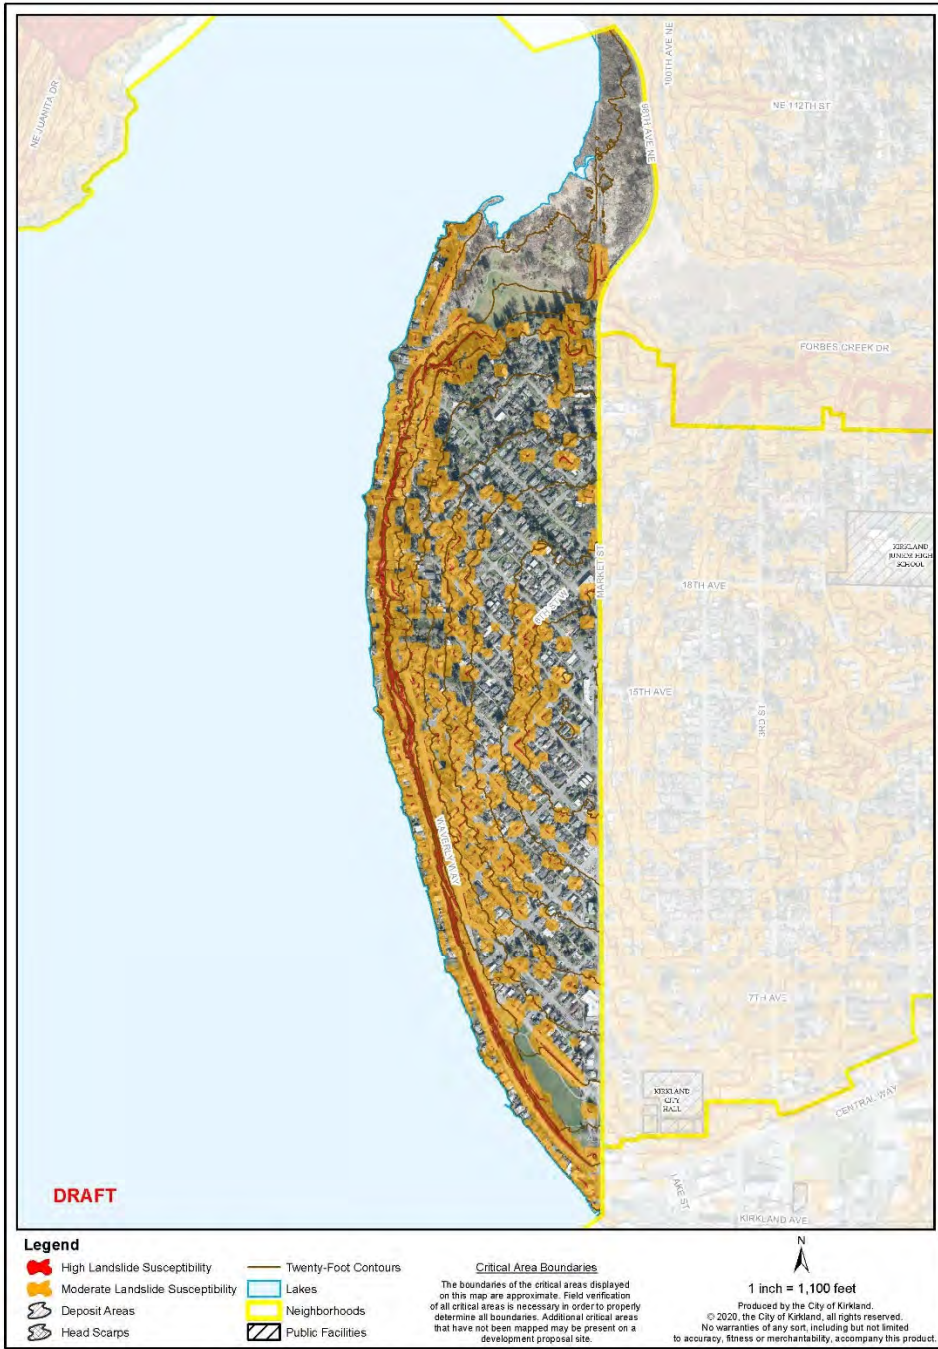 NE JUANITA DR
100TH AVE NE
NE 112TH ST
98TH AVE NE
FORBES CREEK DR
KIRKLAND
JUNIOR HIGH
SCHOOL
MARKET ST
18TH AVE
6TH ST W
15TH AVE
3RD ST
WAVERLY WAY
7TH AVE
KIRKLAND
CITY
HALL
CENTRAL WAY
LAKE ST
KIRKLAND AVE
DRAFT
Legend
High Landslide Susceptibility
Moderate Landslide Susceptibility
Deposit Areas
Head Scarps
Twenty-Foot Contours
Lakes
Neighborhoods
Public Facilities
Critical Area Boundaries
The boundaries of the critical areas displayed
on this map are approximate. Field verification
of all critical areas is necessary in order to properly
determine all boundaries. Additional critical areas
that have not been mapped may be present on a
development proposal site.
N
1 inch = 1,100 feet
Produced by the City of Kirkland.
© 2020, the City of Kirkland, all rights reserved.
No warranties of any sort, including but not limited
to accuracy, fitness or merchantability, accompany this product.